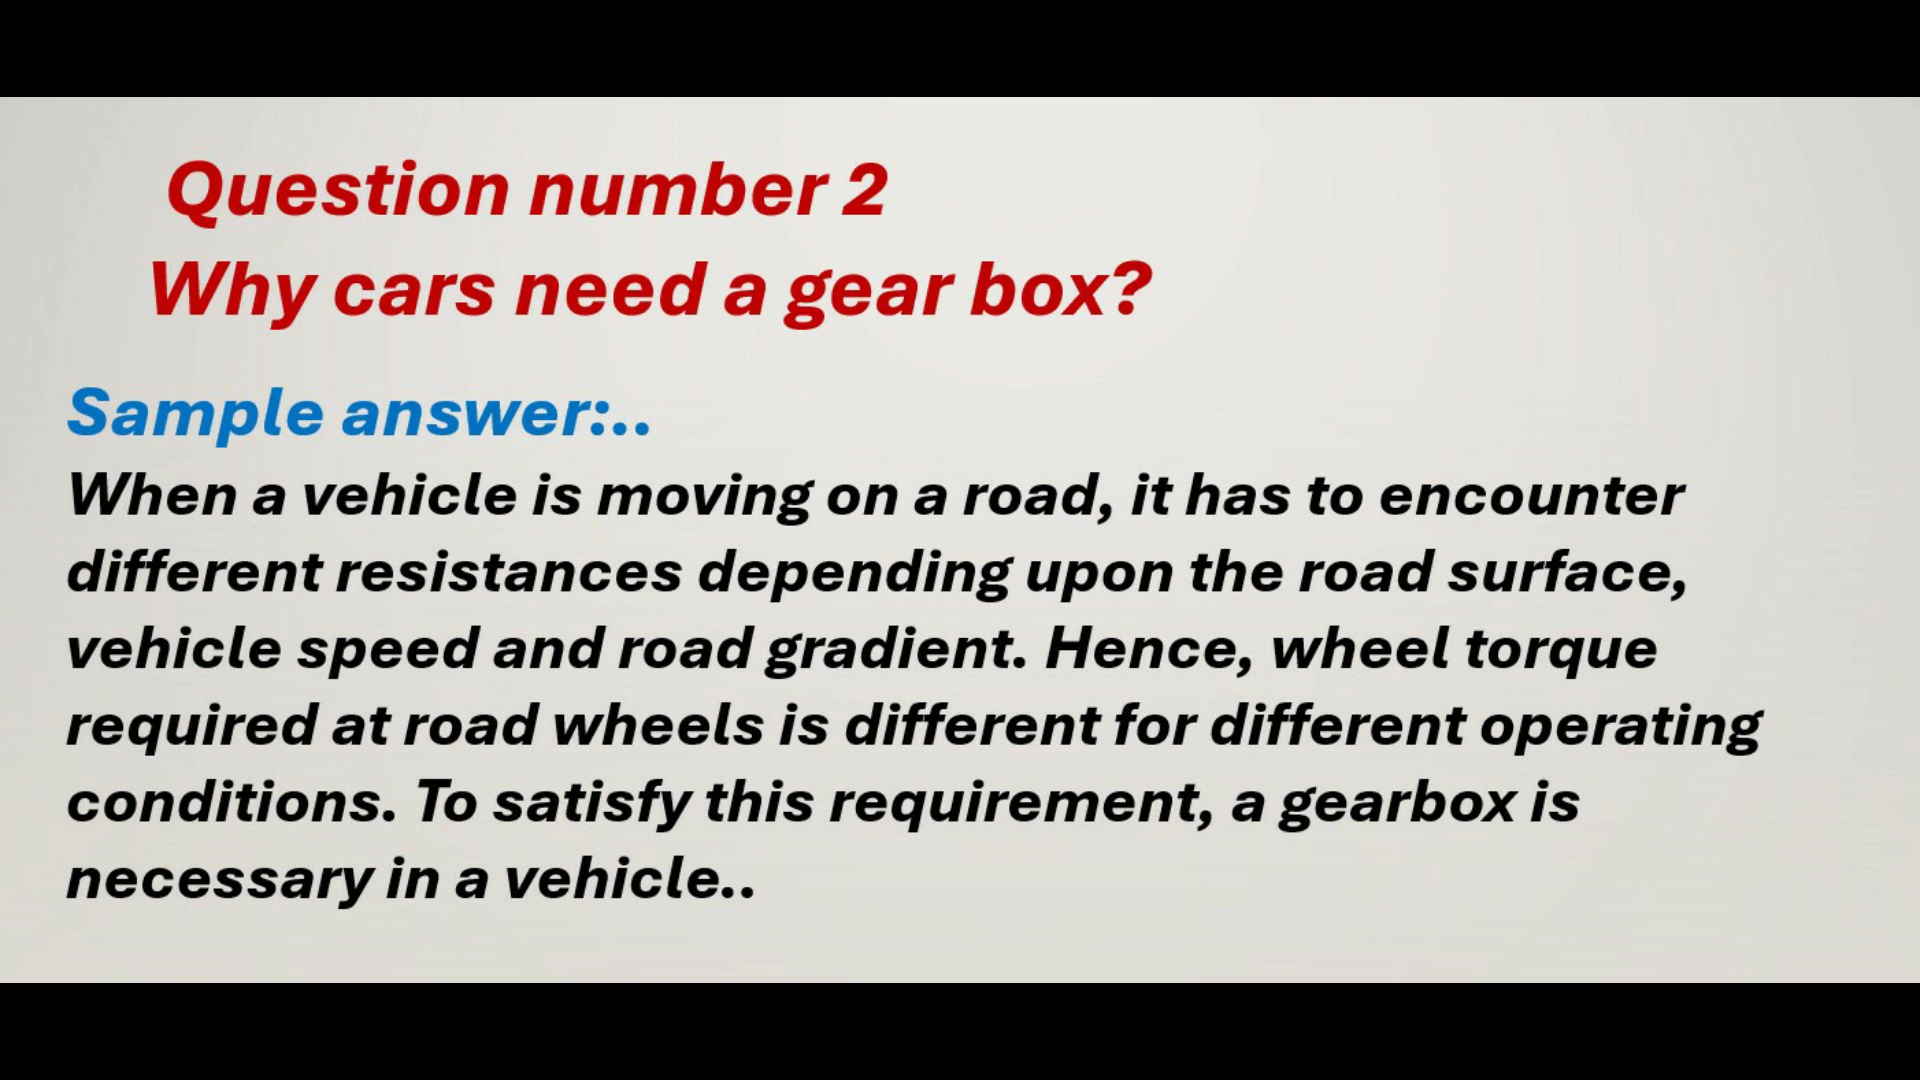 Question number 2
Why cars need a gear box?
Sample answer:..
When a vehicle is moving on a road, it has to encounter
different resistances depending upon the road surface,
vehicle speed and road gradient. Hence, wheel torque
required at road wheels is different for different operating
conditions. To satisfy this requirement, a gearbox is
necessary in a vehicle..